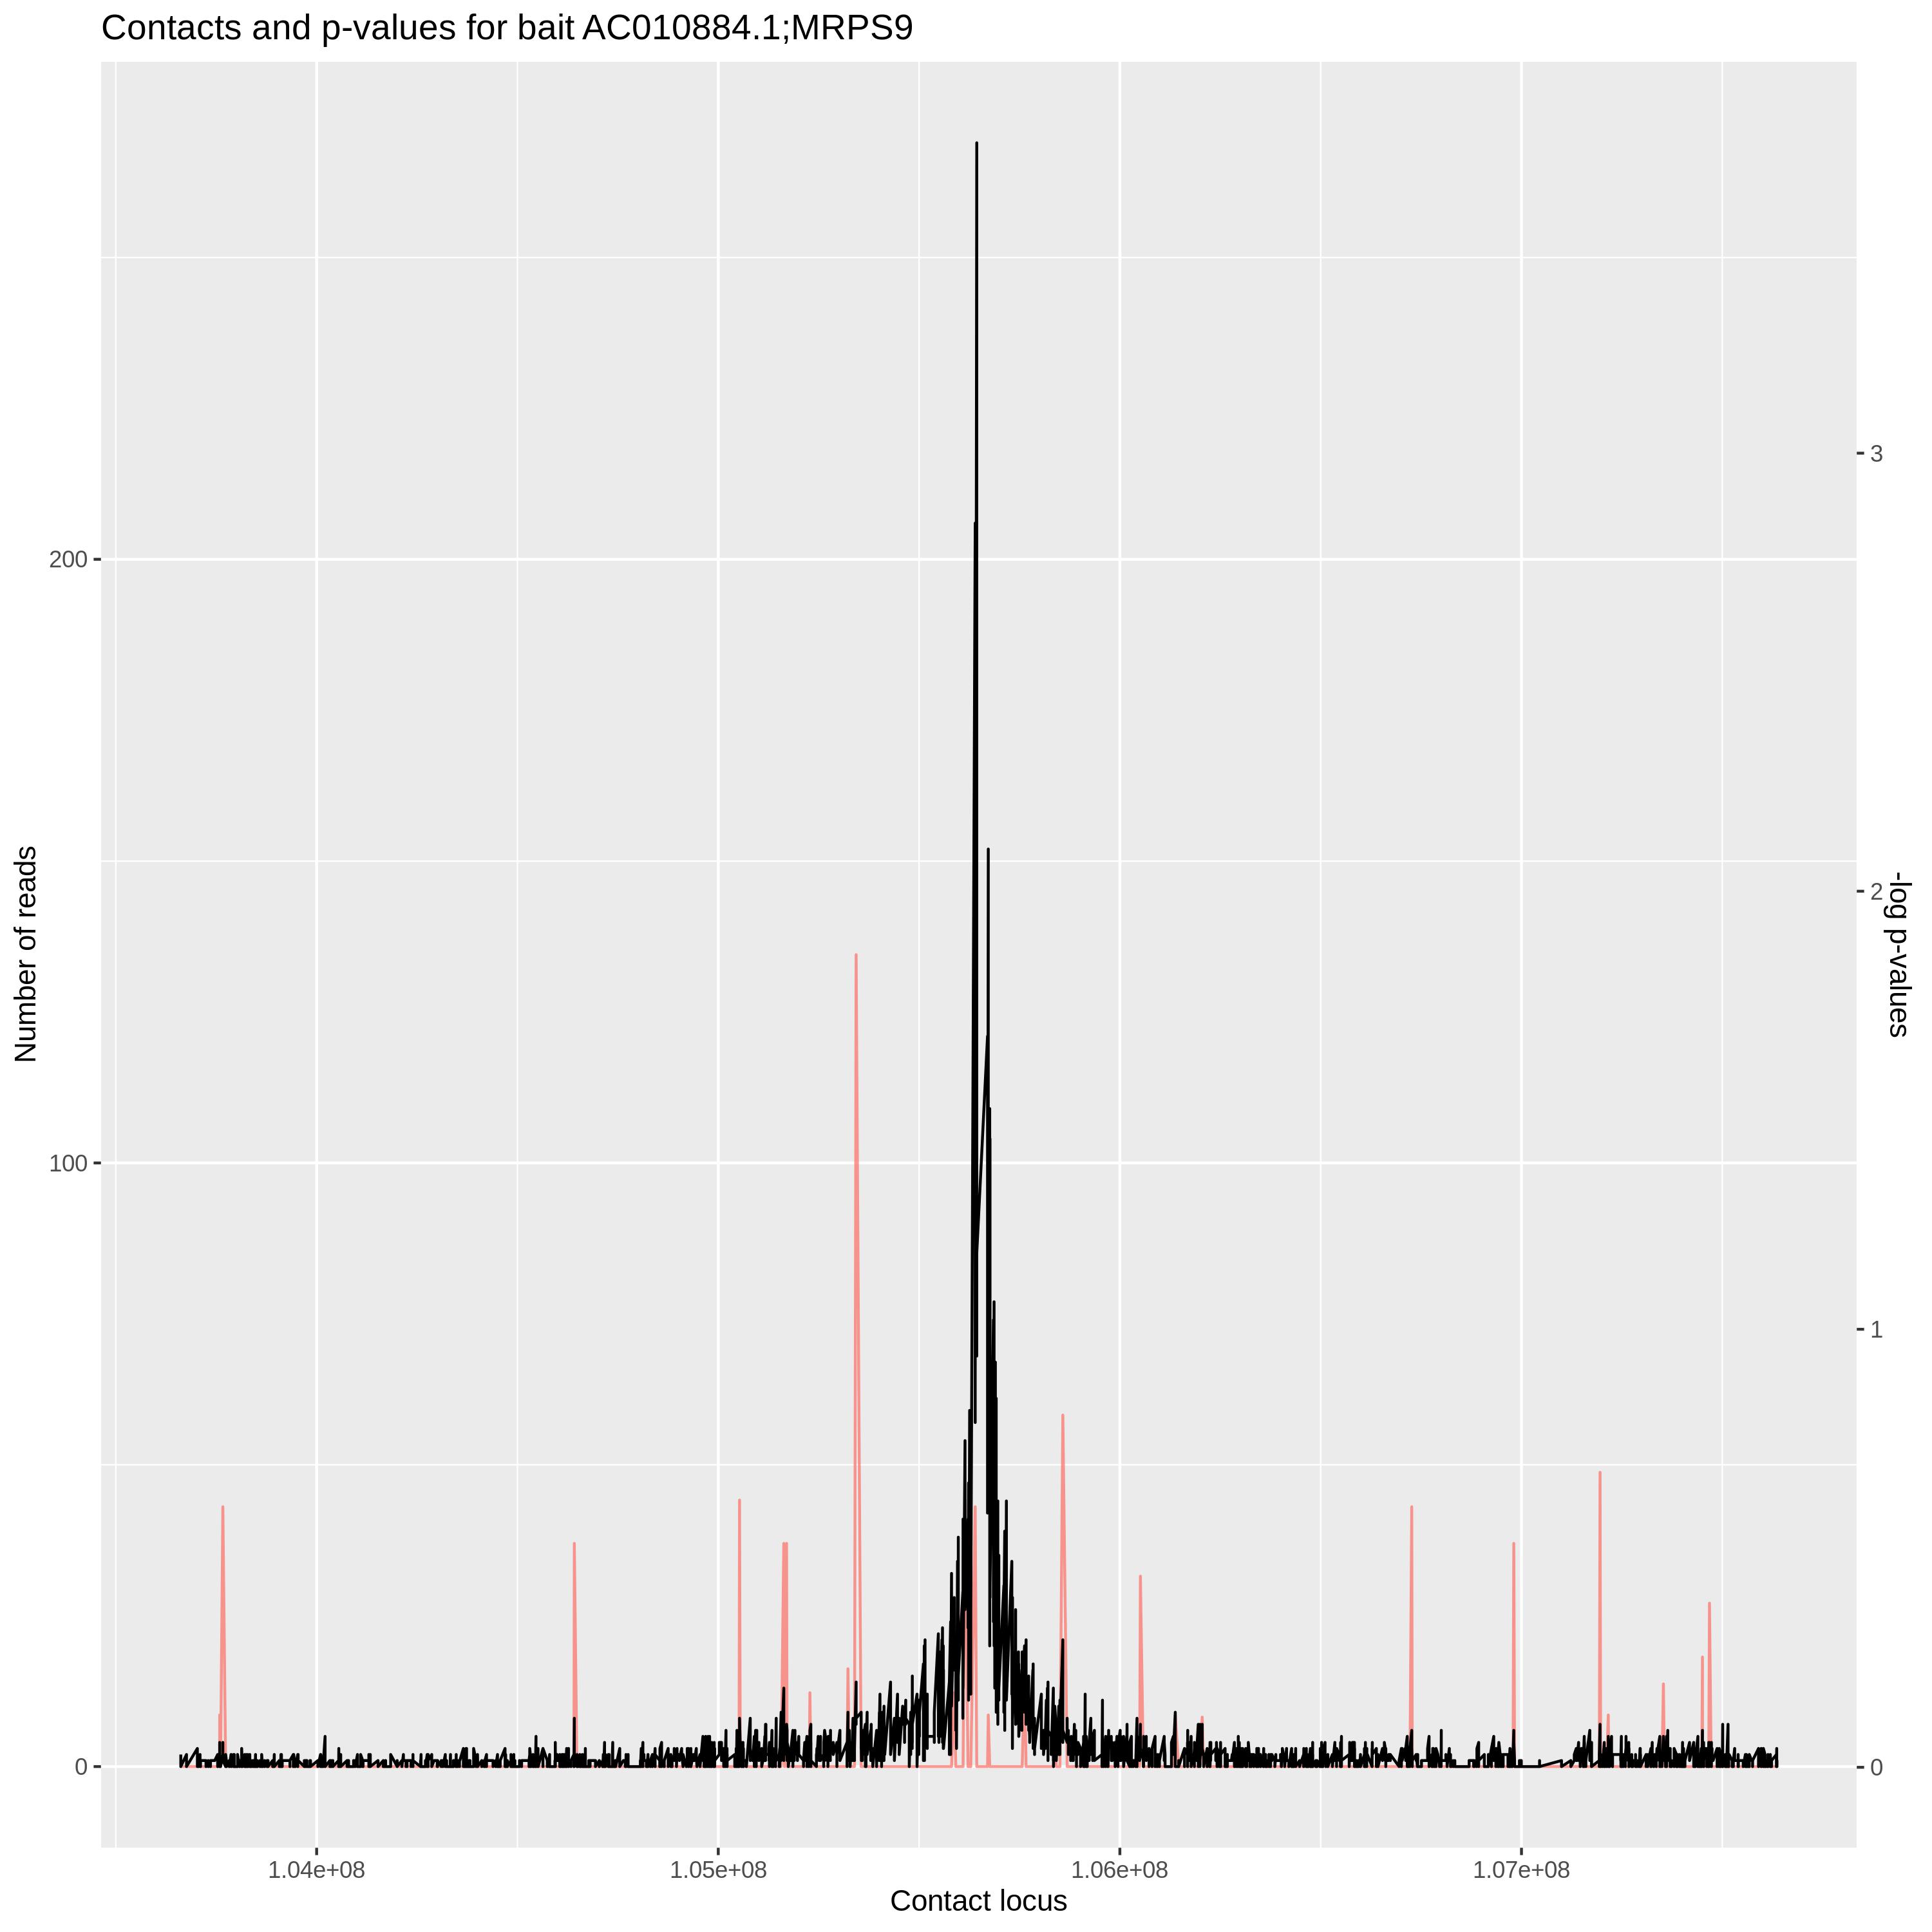 Contacts and p-values for bait AC010884.1;MRPS9
Number of reads
200
100
0
3
2
1
0
-log p-values
1.04e+08
1.05e+08
1.06e+08
1.07e+08
Contact locus